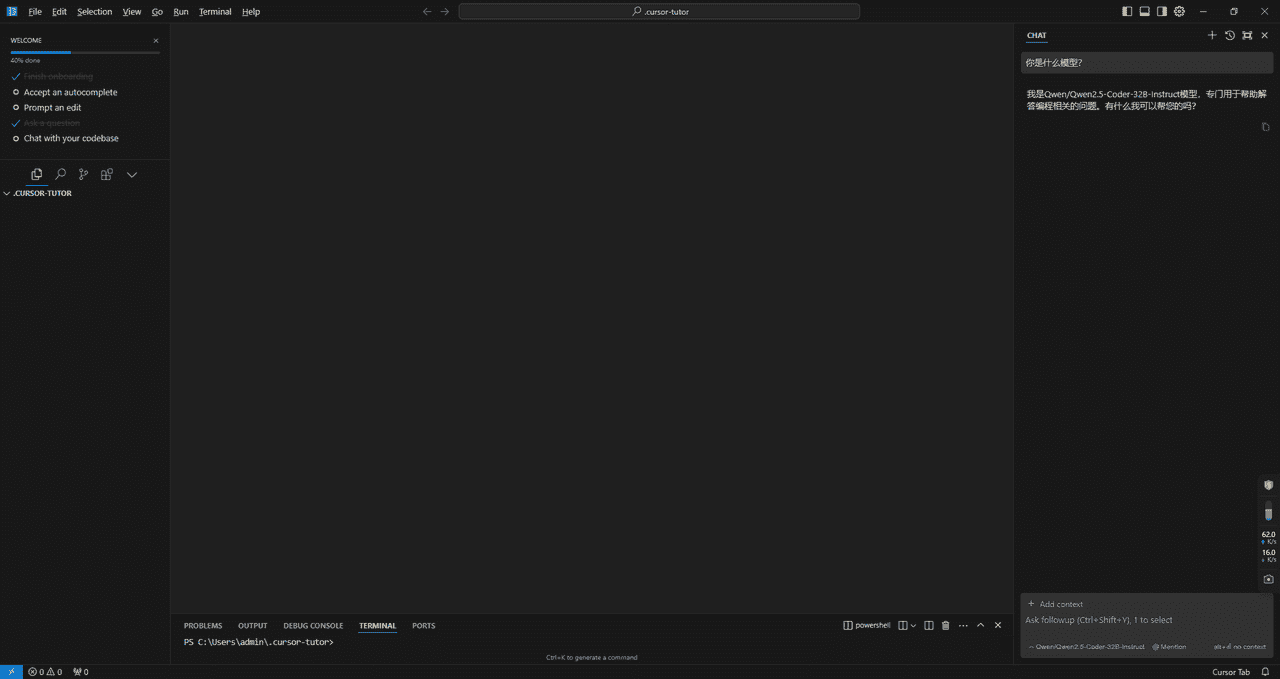 File Edit Selection View Go Run Terminal Help
.cursor-tutor
WELCOME
40% done
Finish onboarding
Accept an autocomplete
Prompt an edit
Ask a question
Chat with your codebase
.CURSOR-TUTOR
CHAT
你是什么模型?
我是Qwen/Qwen2.5-Coder-32B-Instruct模型，专门用于帮助解
答编程相关的问题。有什么我可以帮您的吗?
62.0
K/s
16.0
K/s
+ Add context
Ask followup (Ctrl+Shift+Y), 1 to select
Qwen/Qwen2.5-Coder-32B-Instruct @ Mention
no context
PROBLEMS OUTPUT DEBUG CONSOLE TERMINAL PORTS
powershell
PS C:\Users\admin\.cursor-tutor>
Ctrl+K to generate a command
0 0 0
Cursor Tab